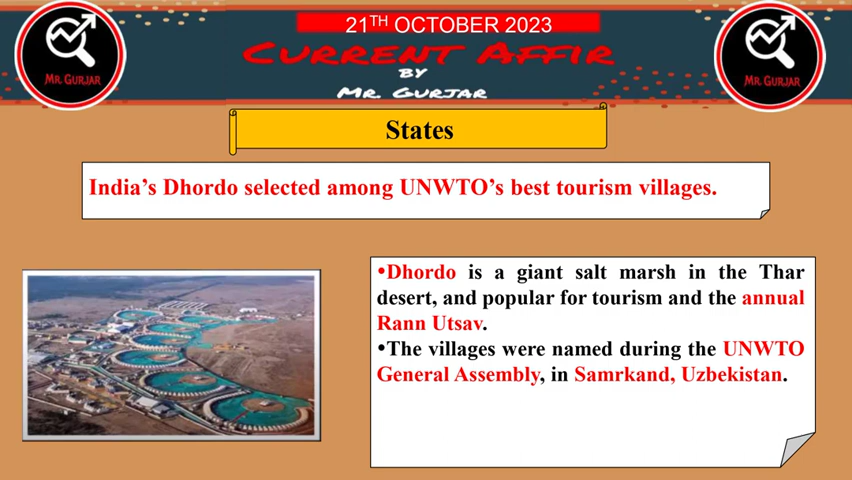 21TH OCTOBER 2023
CURRENT AFFIR
BY
MR. GURJAR
MR. GURJAR
MR. GURJAR
States
India's Dhordo selected among UNWTO's best tourism villages.
•Dhordo is a giant salt marsh in the Thar
desert, and popular for tourism and the annual
Rann Utsav.
•The villages were named during the UNWTO
General Assembly, in Samrkand, Uzbekistan.